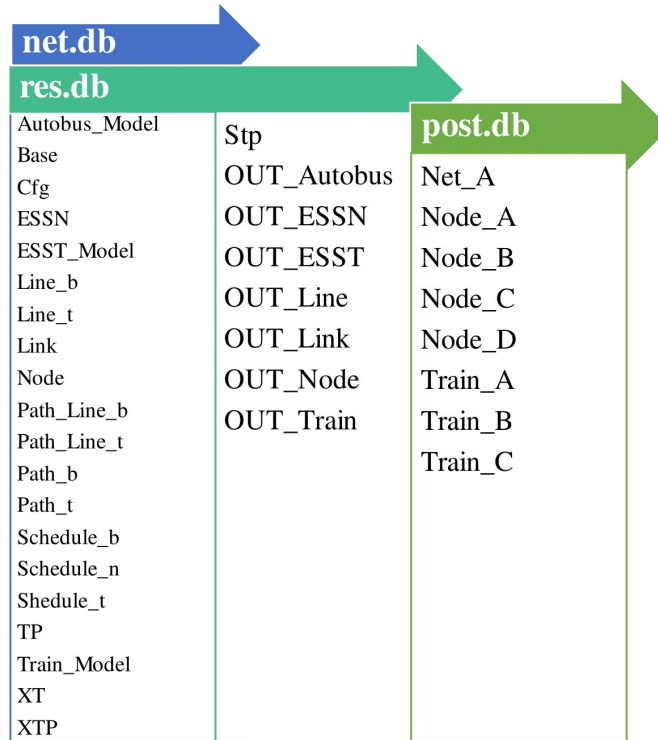 net.db
res.db
Autobus_Model
Base
Cfg
ESSN
ESST_Model
Line_b
Line_t
Link
Node
Path_Line_b
Path_Line_t
Path_b
Path_t
Schedule_b
Schedule_n
Shedule_t
TP
Train_Model
XT
XTP
Stp
OUT_Autobus
OUT_ESSN
OUT_ESST
OUT_Line
OUT_Link
OUT_Node
OUT_Train
post.db
Net_A
Node_A
Node_B
Node_C
Node_D
Train_A
Train_B
Train_C